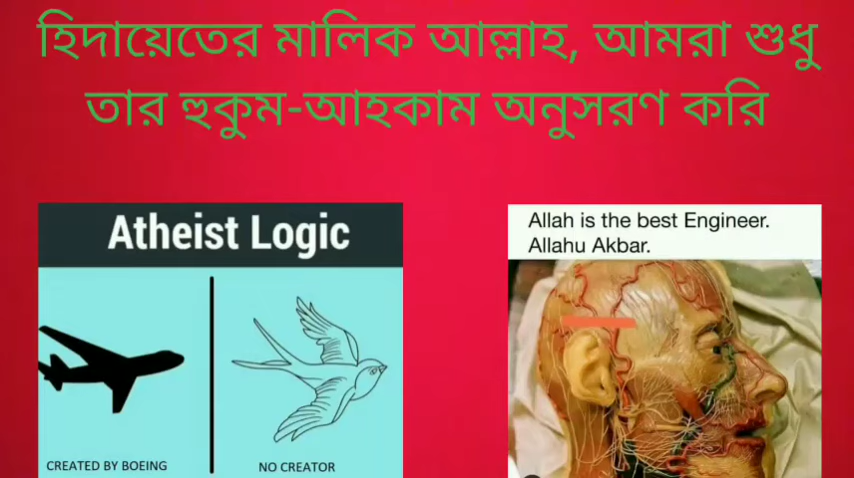 হিদায়েতের মালিক আল্লাহ, আমরা শুধু
তার হুকুম-আহকাম অনুসরণ করি
Atheist Logic
CREATED BY BOEING
NO CREATOR
Allah is the best Engineer.
Allahu Akbar.